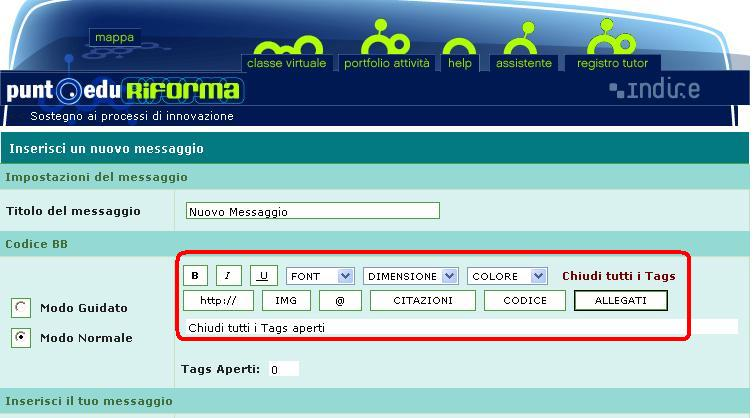 mappa
classe virtuale portfolio attività help assistente registro tutor
punt edu RiForma indice
Sostegno ai processi di innovazione
Inserisci un nuovo messaggio
Impostazioni del messaggio
Titolo del messaggio Nuovo Messaggio
Codice BB
B I U FONT DIMENSIONE COLORE Chiudi tutti i Tags
http:// IMG @ CITAZIONI CODICE ALLEGATI
Modo Guidato
Chiudi tutti i Tags aperti
Modo Normale
Tags Aperti: 0
Inserisci il tuo messaggio